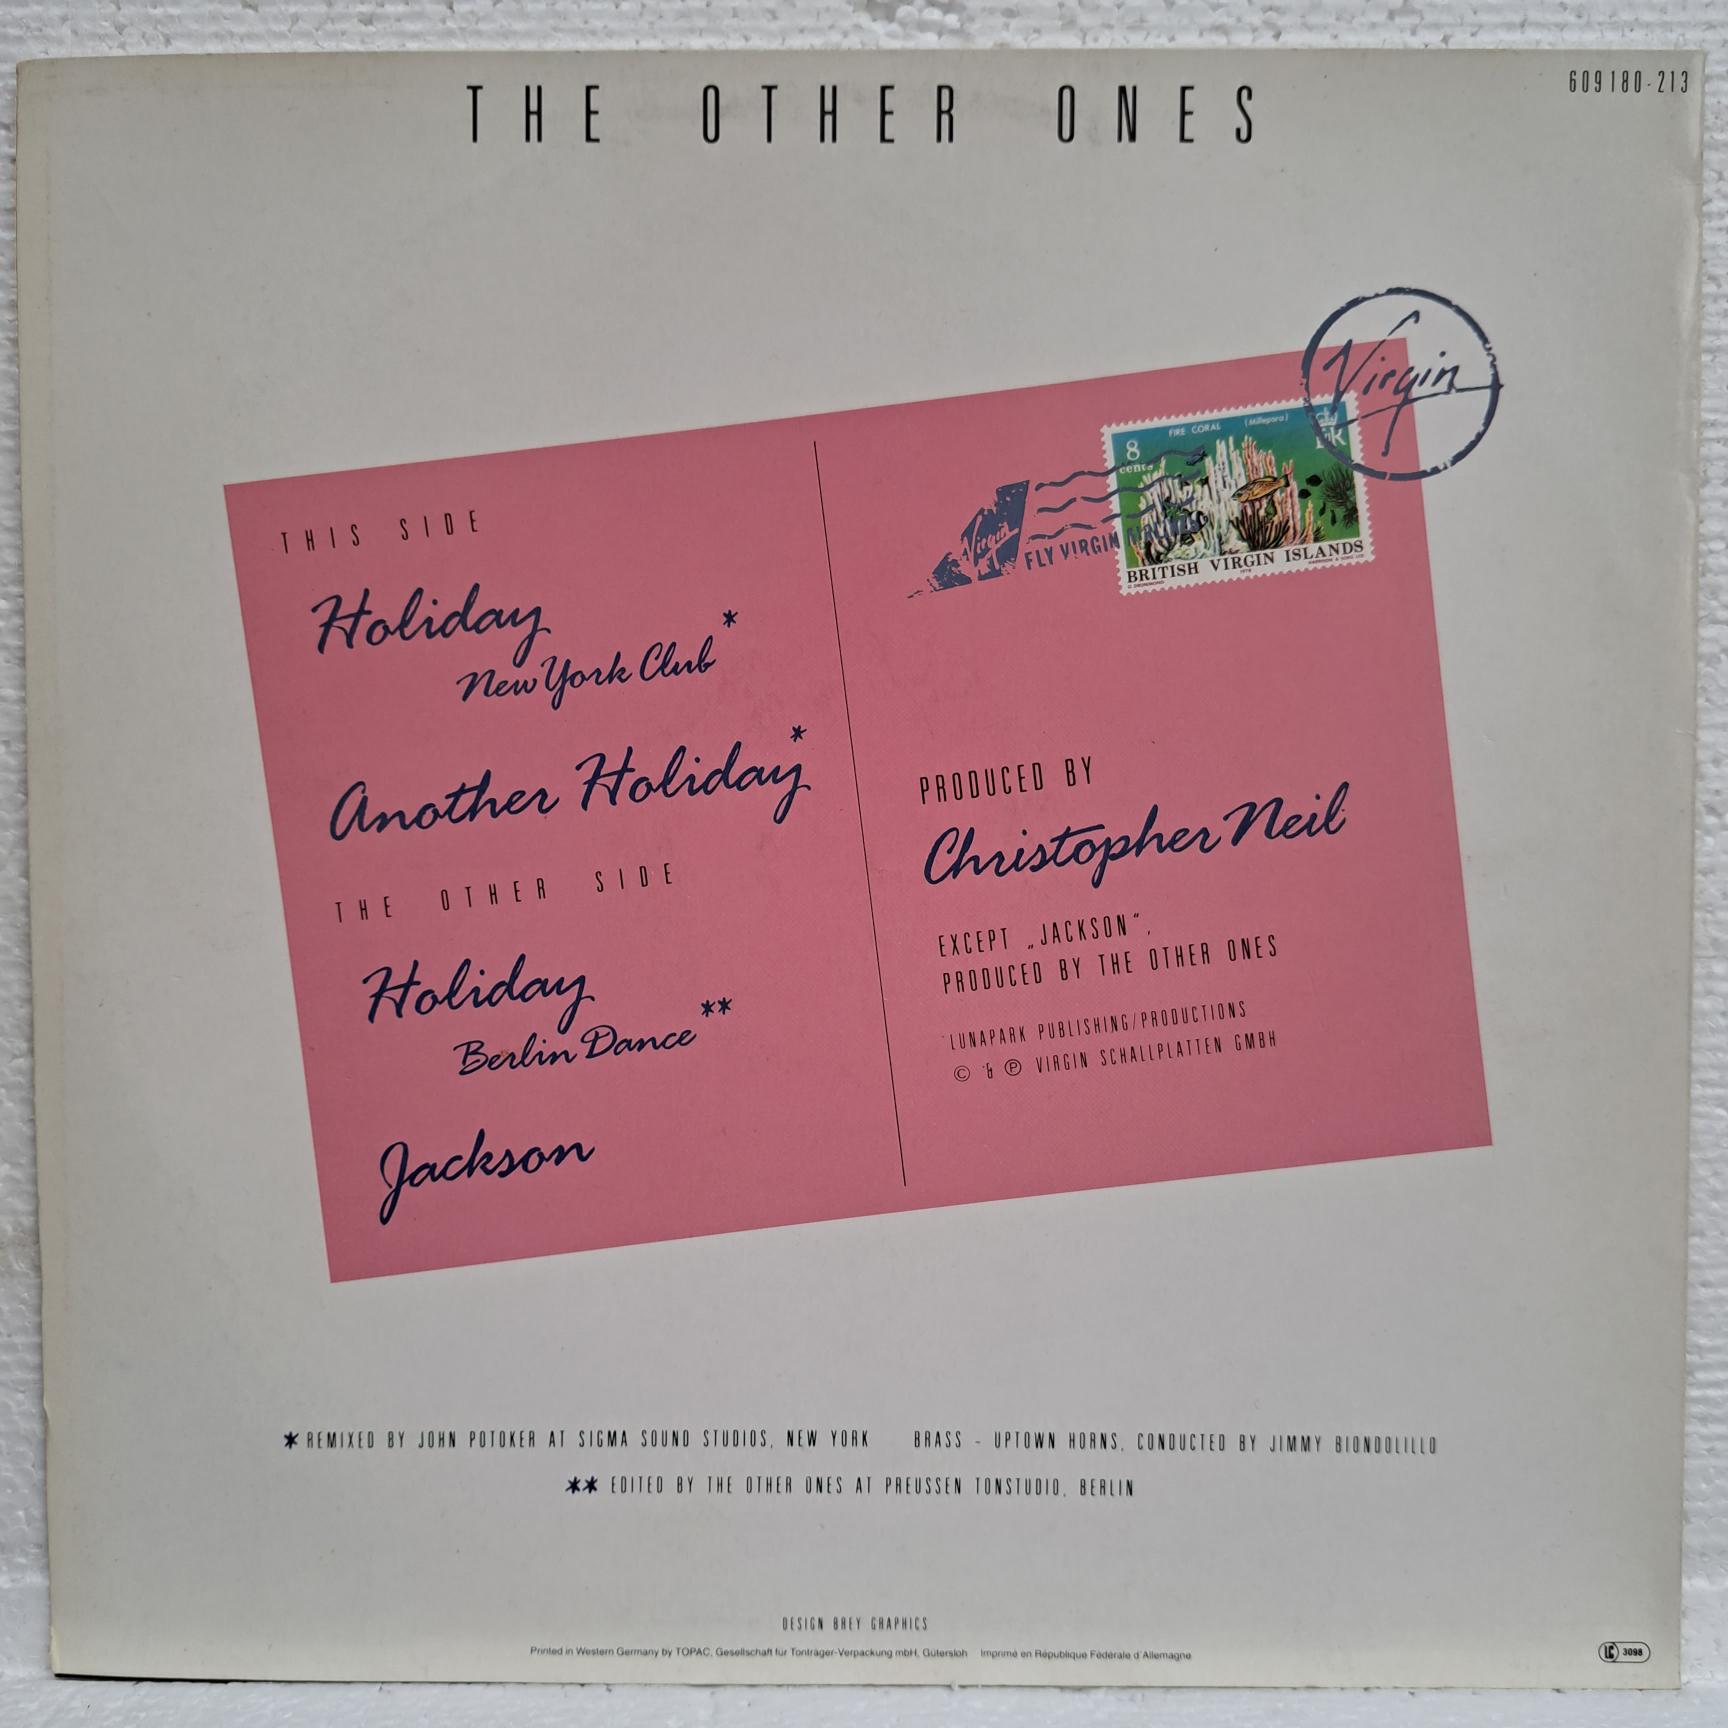 THE OTHER ONES
609 180-213
Virgin
8 cents
FIRE CORAL (Millepora)
BRITISH VIRGIN ISLANDS
1979
Virgin
FLY VIRGIN
THIS SIDE
Holiday
New York Club*
Another Holiday*
THE OTHER SIDE
Holiday
Berlin Dance**
Jackson
PRODUCED BY
Christopher Neil
EXCEPT „JACKSON“,
PRODUCED BY THE OTHER ONES
LUNAPARK PUBLISHING/PRODUCTIONS
© & ℗ VIRGIN SCHALLPLATTEN GMBH
* REMIXED BY JOHN POTOKER AT SIGMA SOUND STUDIOS, NEW YORK BRASS - UPTOWN HORNS, CONDUCTED BY JIMMY BIONDOLILLO
** EDITED BY THE OTHER ONES AT PREUSSEN TONSTUDIO, BERLIN
DESIGN BREY GRAPHICS
Printed in Western Germany by TOPAC, Gesellschaft für Tonträger-Verpackung mbH, Gütersloh Imprimé en République Fédérale d'Allemagne
LC 3098